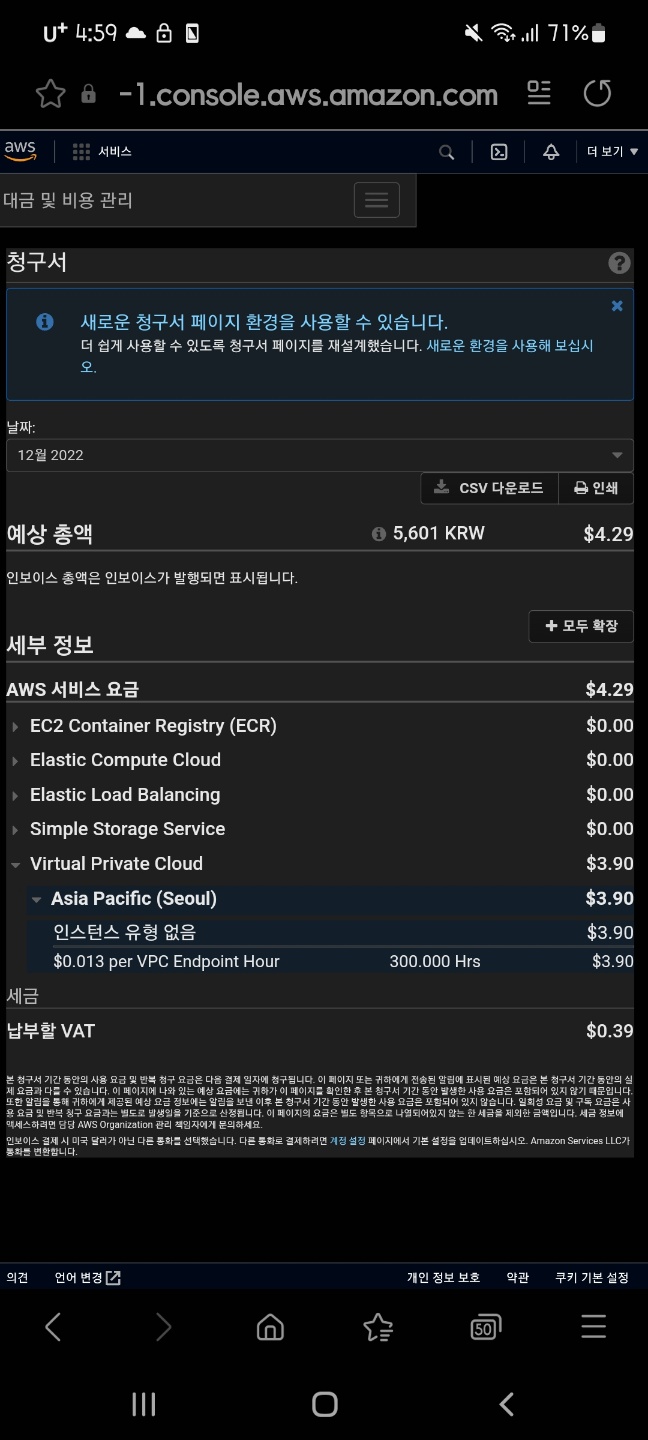 U+ 4:59 71%
-1.console.aws.amazon.com
aws 서비스 더 보기
대금 및 비용 관리
청구서
새로운 청구서 페이지 환경을 사용할 수 있습니다.
더 쉽게 사용할 수 있도록 청구서 페이지를 재설계했습니다. 새로운 환경을 사용해 보십시
오.
날짜:
12월 2022
CSV 다운로드 인쇄
예상 총액 5,601 KRW $4.29
인보이스 총액은 인보이스가 발행되면 표시됩니다.
+ 모두 확장
세부 정보
AWS 서비스 요금 $4.29
EC2 Container Registry (ECR) $0.00
Elastic Compute Cloud $0.00
Elastic Load Balancing $0.00
Simple Storage Service $0.00
Virtual Private Cloud $3.90
Asia Pacific (Seoul) $3.90
인스턴스 유형 없음 $3.90
$0.013 per VPC Endpoint Hour 300.000 Hrs $3.90
세금
납부할 VAT $0.39
본 청구서 기간 동안의 사용 요금 및 반복 청구 요금은 다음 결제 일자에 청구됩니다. 이 페이지 또는 귀하에게 전송된 알림에 표시된 예상 요금은 본 청구서 기간 동안의 실
제 요금과 다를 수 있습니다. 이 페이지에 나와 있는 예상 요금에는 귀하가 이 페이지를 확인한 후 본 청구서 기간 동안 발생한 사용 요금은 포함되어 있지 않기 때문입니다.
또한 알림을 통해 귀하에게 제공된 예상 요금 정보에는 알림을 보낸 이후 본 청구서 기간 동안 발생한 사용 요금은 포함되어 있지 않습니다. 일회성 요금 및 구독 요금은 사
용 요금 및 반복 청구 요금과는 별도로 발생일을 기준으로 산정됩니다. 이 페이지의 요금은 별도 항목으로 나열되어있지 않는 한 세금을 제외한 금액입니다. 세금 정보에
액세스하려면 담당 AWS Organization 관리 책임자에게 문의하세요.
인보이스 결제 시 미국 달러가 아닌 다른 통화를 선택했습니다. 다른 통화로 결제하려면 계정 설정 페이지에서 기본 설정을 업데이트하십시오. Amazon Services LLC가
통화를 변환합니다.
의견 언어 변경 개인 정보 보호 약관 쿠키 기본 설정
50